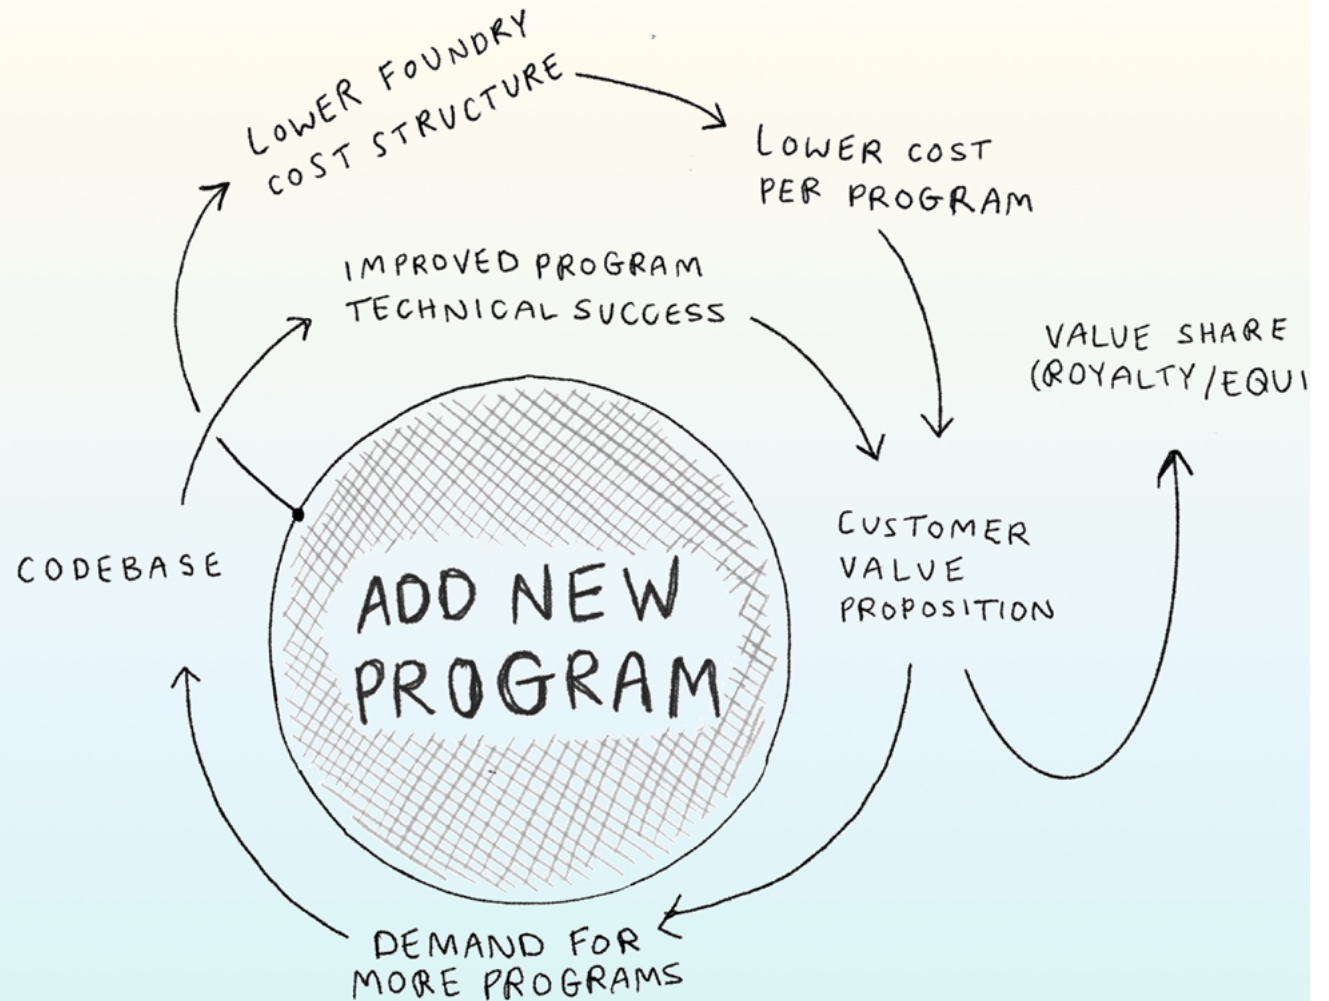 LOWER FOUNDRY
COST STRUCTURE
LOWER COST
PER PROGRAM
IMPROVED PROGRAM
TECHNICAL SUCCESS
VALUE SHARE
(ROYALTY/EQUI
CUSTOMER
VALUE
PROPOSITION
CODEBASE
ADD NEW
PROGRAM
DEMAND FOR
MORE PROGRAMS